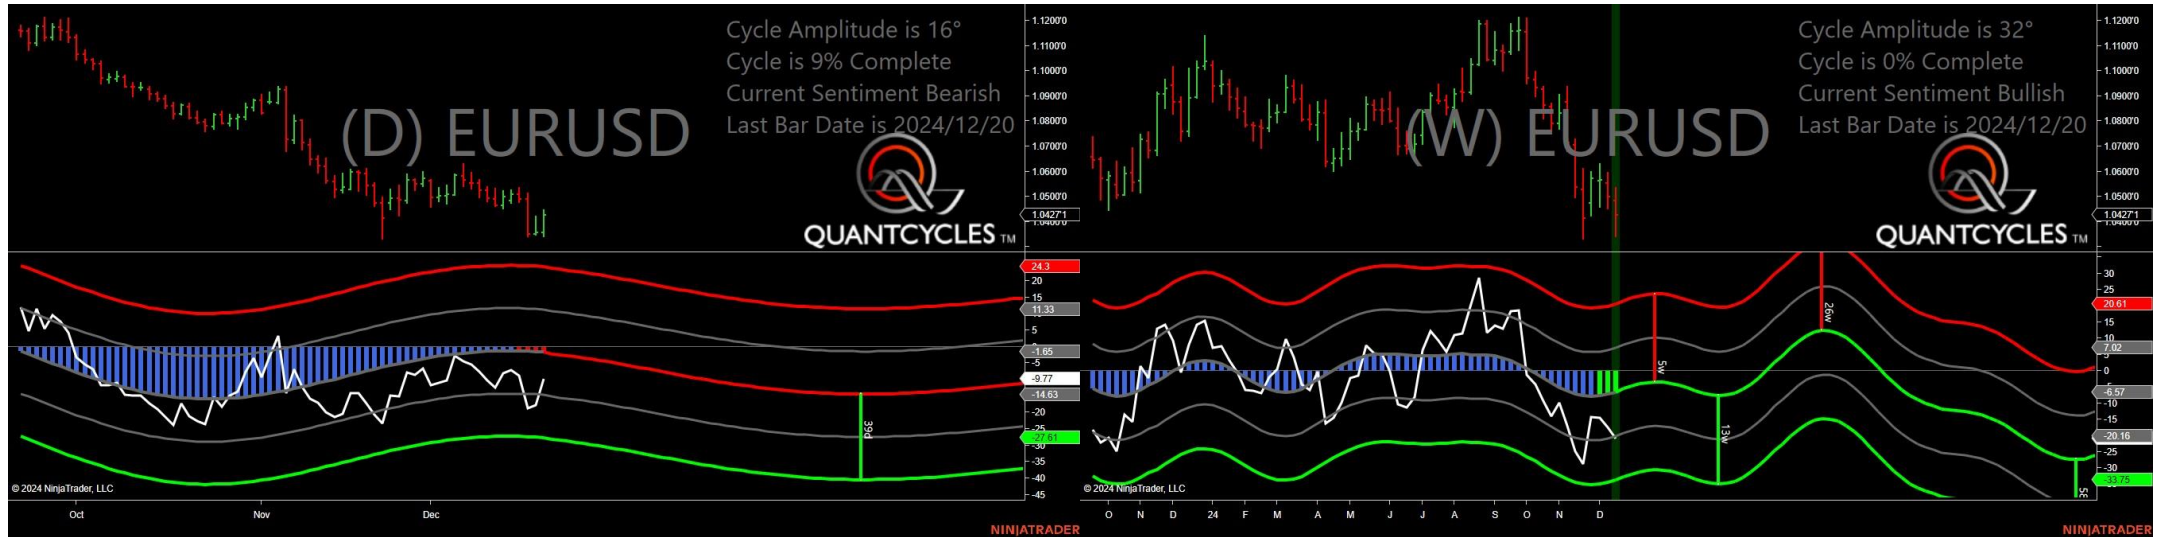 Cycle Amplitude is 16°
Cycle is 9% Complete
Current Sentiment Bearish
Last Bar Date is 2024/12/20
(D) EURUSD
QUANTCYCLES TM
1.1200'0
1.1100'0
1.1000'0
1.0900'0
1.0800'0
1.0700'0
1.0600'0
1.0500'0
1.0427'1
24.3
20
15
11.33
5
0
-1.65
-5
-9.77
-14.63
-20
-25
-27.61
-30
-35
-40
-45
39d
© 2024 NinjaTrader, LLC
Oct
Nov
Dec
NINJATRADER
Cycle Amplitude is 32°
Cycle is 0% Complete
Current Sentiment Bullish
Last Bar Date is 2024/12/20
(W) EURUSD
QUANTCYCLES TM
1.1200'0
1.1100'0
1.1000'0
1.0900'0
1.0800'0
1.0700'0
1.0600'0
1.0500'0
1.0427'1
30
25
20.61
15
10
7.02
0
-6.57
-10
-15
-20.16
-25
-30
-33.75
5w
13w
26w
© 2024 NinjaTrader, LLC
O N D 24 F M A M J J A S O N D
NINJATRADER